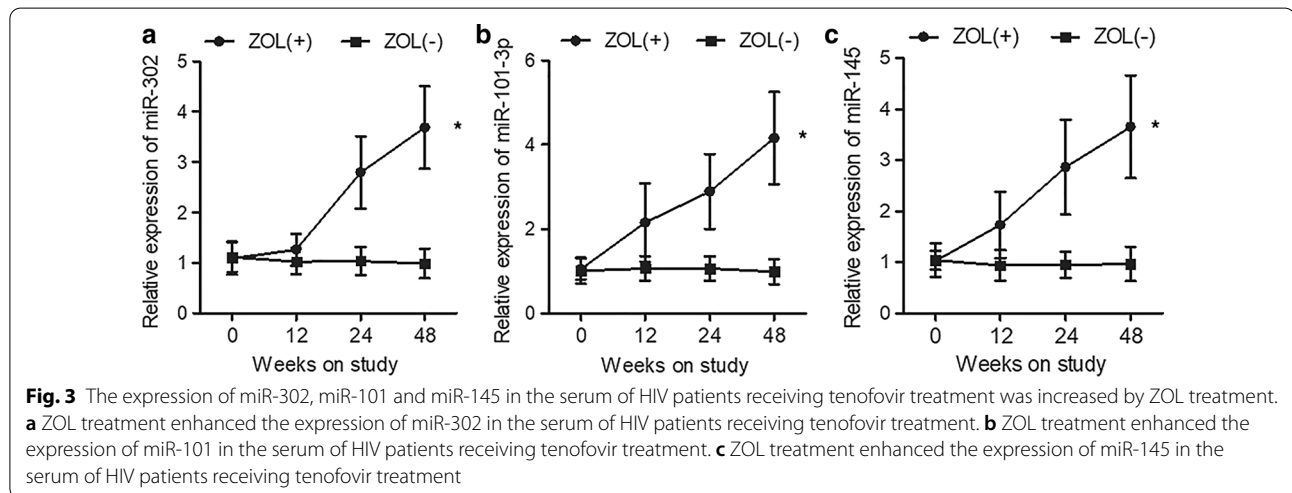 a
ZOL(+) ZOL(-)
Relative expression of miR-302
5
4
3
2
1
0
0 12 24 48
Weeks on study
*
b
ZOL(+) ZOL(-)
Relative expression of miR-101-3p
6
4
2
0
0 12 24 48
Weeks on study
*
c
ZOL(+) ZOL(-)
Relative expression of miR-145
5
4
3
2
1
0
0 12 24 48
Weeks on study
*
Fig. 3 The expression of miR-302, miR-101 and miR-145 in the serum of HIV patients receiving tenofovir treatment was increased by ZOL treatment.
a ZOL treatment enhanced the expression of miR-302 in the serum of HIV patients receiving tenofovir treatment. b ZOL treatment enhanced the
expression of miR-101 in the serum of HIV patients receiving tenofovir treatment. c ZOL treatment enhanced the expression of miR-145 in the
serum of HIV patients receiving tenofovir treatment